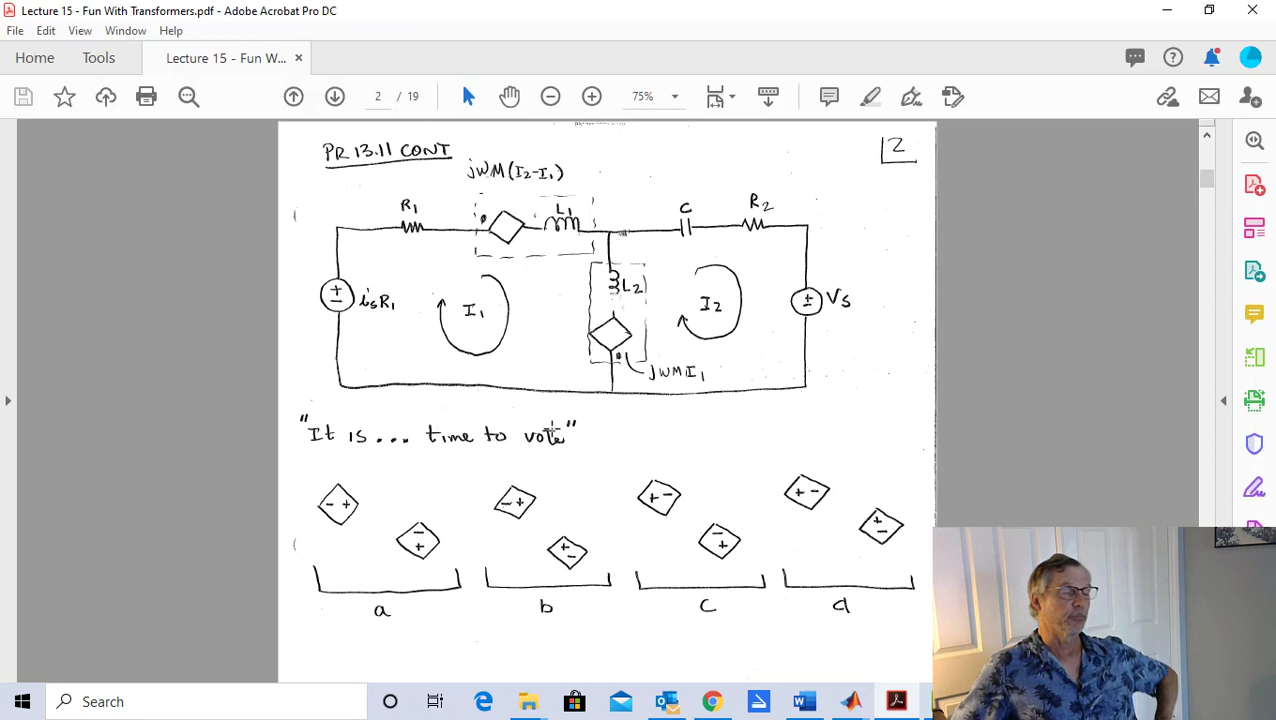 Lecture 15 - Fun With Transformers.pdf - Adobe Acrobat Pro DC
File Edit View Window Help
Home Tools Lecture 15 - Fun W... ×
2 / 19 75%
PR 13.11 CONT
2
jWM(I2-I1)
R1 L1 C R2
+ - isR1
I1
L2
I2
+ - Vs
jWMI1
"It is... time to vote"
- + - + + - + -
- + + - - + + -
a b c d
Search